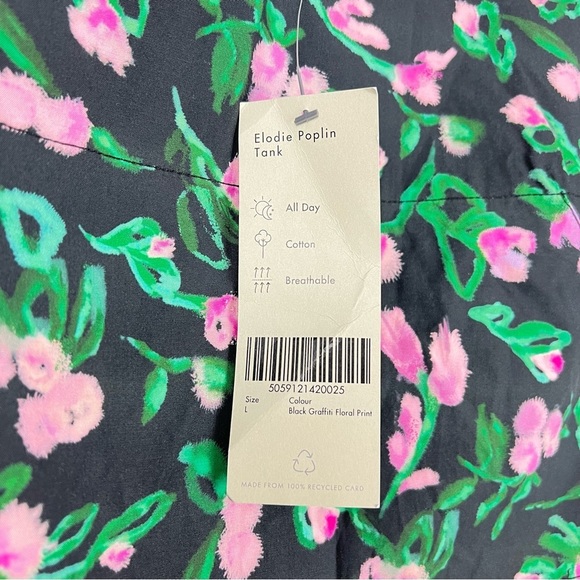 Elodie Poplin
Tank
All Day
Cotton
Breathable
5059121420025
Size Colour
L Black Graffiti Floral Print
MADE FROM 100% RECYCLED CARD